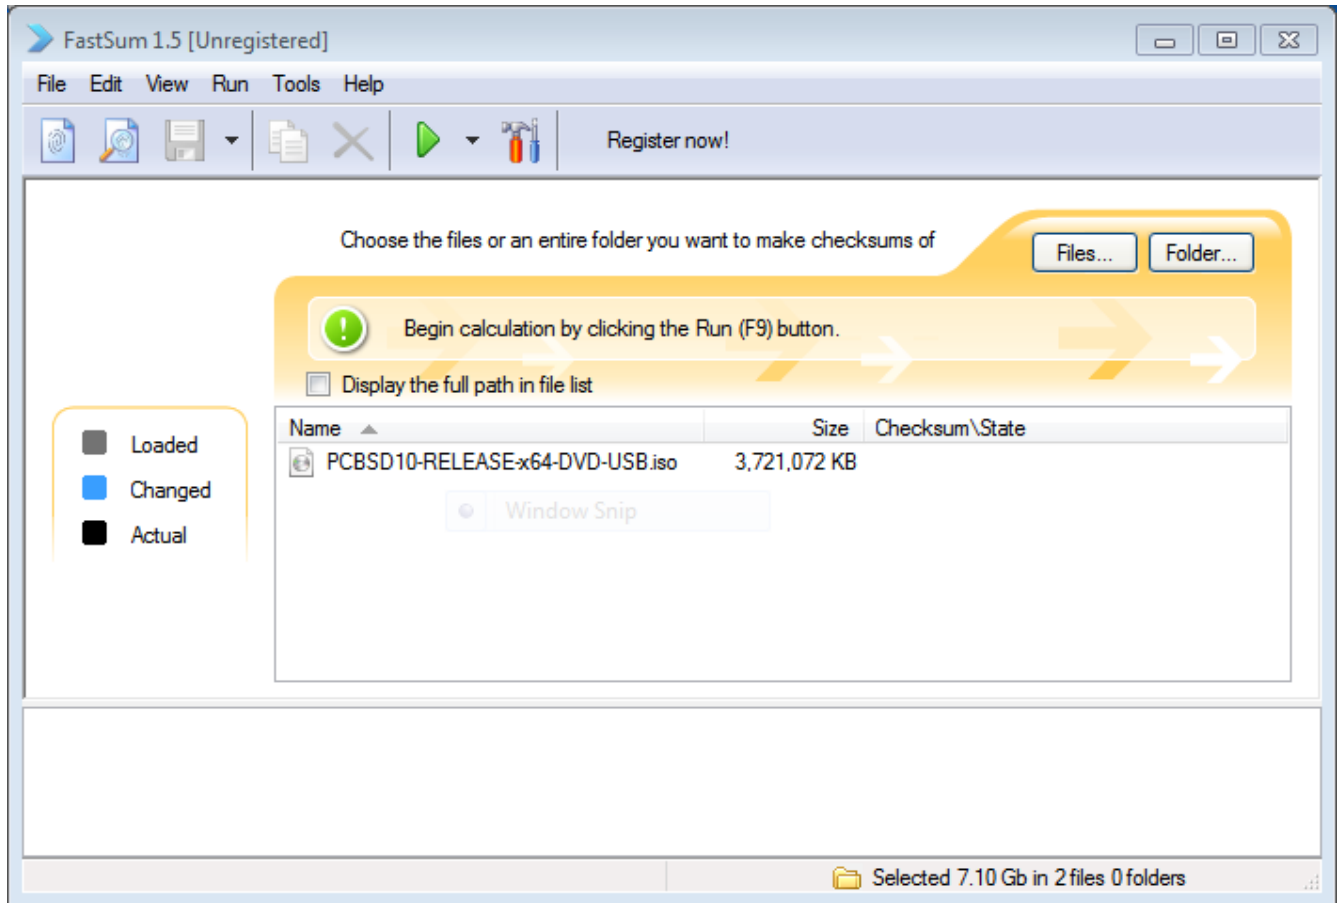 FastSum 1.5 [Unregistered]
File Edit View Run Tools Help
Register now!
Choose the files or an entire folder you want to make checksums of
Files... Folder...
Begin calculation by clicking the Run (F9) button.
Display the full path in file list
Name Size Checksum\State
PCBSD10-RELEASE-x64-DVD-USB.iso 3,721,072 KB
Window Snip
Loaded
Changed
Actual
Selected 7.10 Gb in 2 files 0 folders